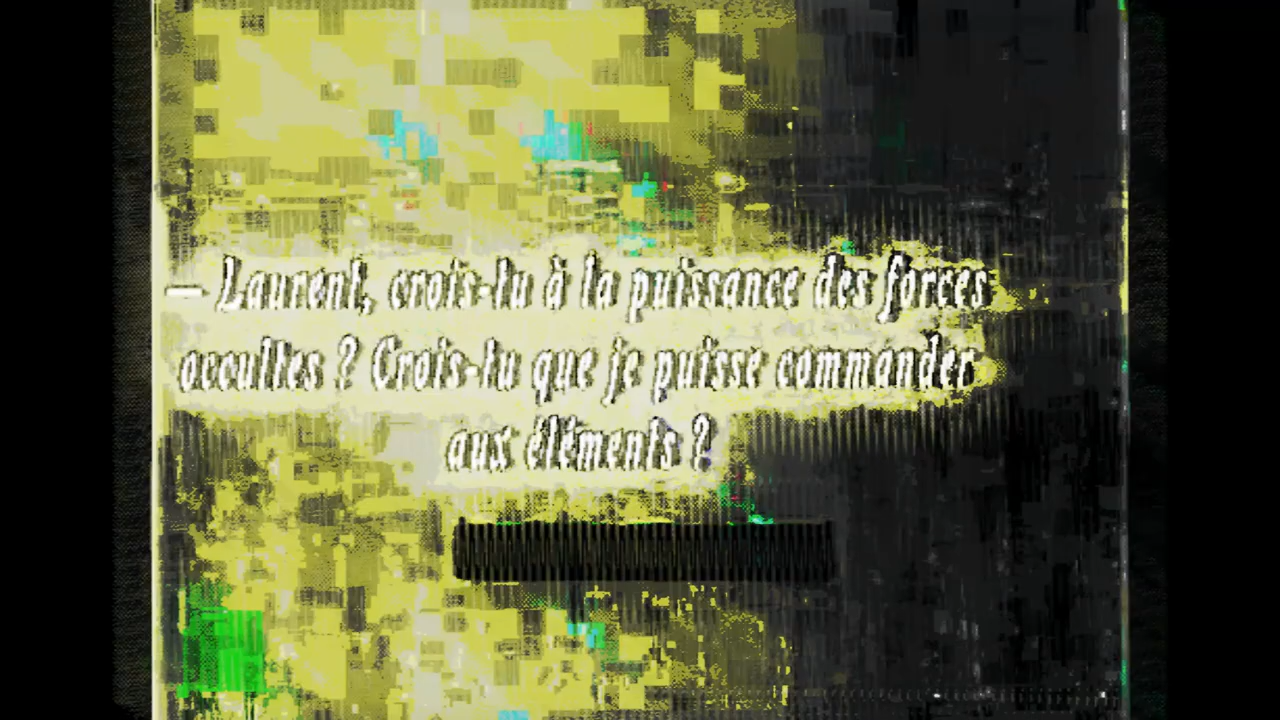 — Laurent, crois-tu à la puissance des forces
occultes ? Crois-tu que je puisse commander
aux éléments ?